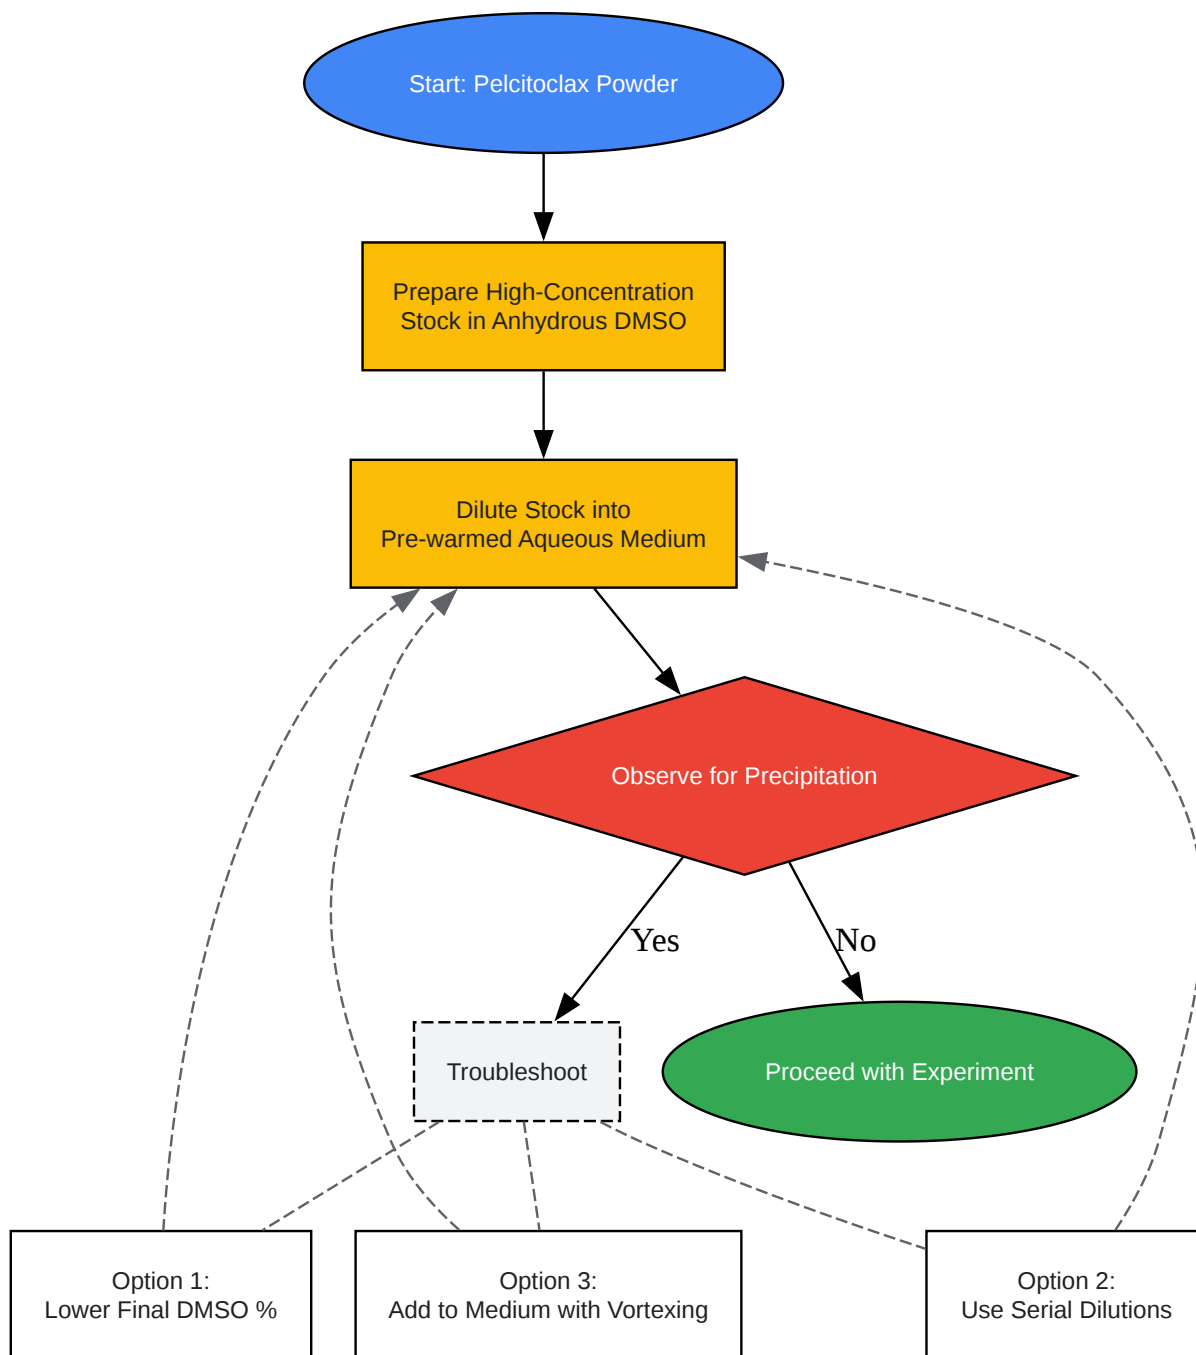 Start: Pelcitoclax Powder
Prepare High-Concentration
Stock in Anhydrous DMSO
Dilute Stock into
Pre-warmed Aqueous Medium
Observe for Precipitation
Yes
No
Troubleshoot
Proceed with Experiment
Option 1:
Lower Final DMSO %
Option 3:
Add to Medium with Vortexing
Option 2:
Use Serial Dilutions